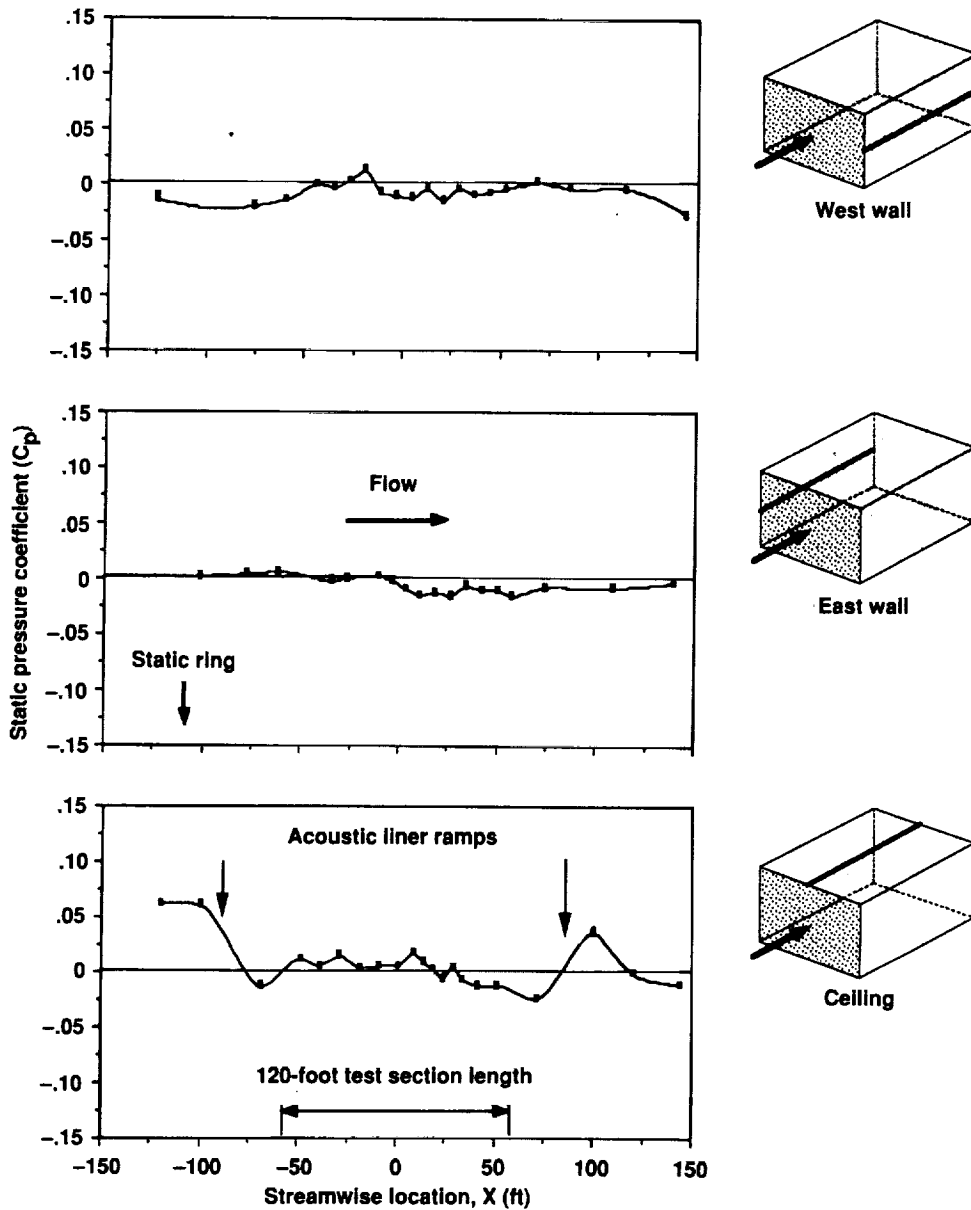 .15
.10
.05
0
−.05
−.10
−.15
West wall
Static pressure coefficient (Cp)
.15
.10
.05
0
−.05
−.10
−.15
Flow
Static ring
East wall
.15
.10
.05
0
−.05
−.10
−.15
Acoustic liner ramps
120-foot test section length
Ceiling
−150 −100 −50 0 50 100 150
Streamwise location, X (ft)